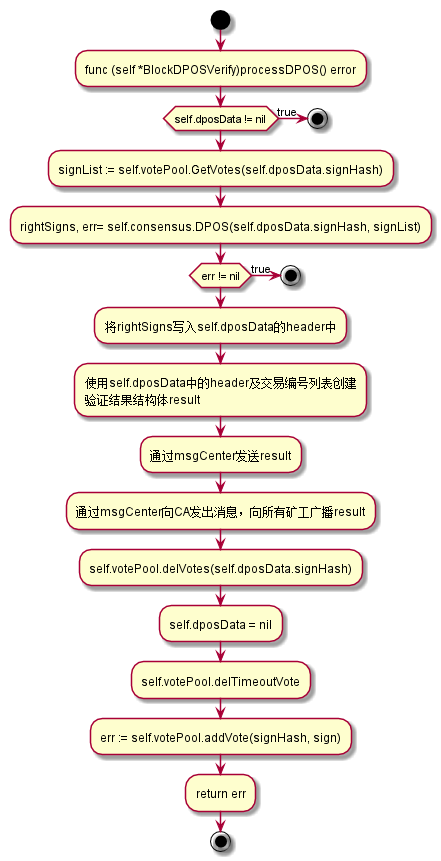 func (self *BlockDPOSVerify)processDPOS() error
self.dposData != nil
true
signList := self.votePool.GetVotes(self.dposData.signHash)
rightSigns, err= self.consensus.DPOS(self.dposData.signHash, signList)
err != nil
true
将rightSigns写入self.dposData的header中
使用self.dposData中的header及交易编号列表创建
验证结果结构体result
通过msgCenter发送result
通过msgCenter向CA发出消息，向所有矿工广播result
self.votePool.delVotes(self.dposData.signHash)
self.dposData = nil
self.votePool.delTimeoutVote
err := self.votePool.addVote(signHash, sign)
return err